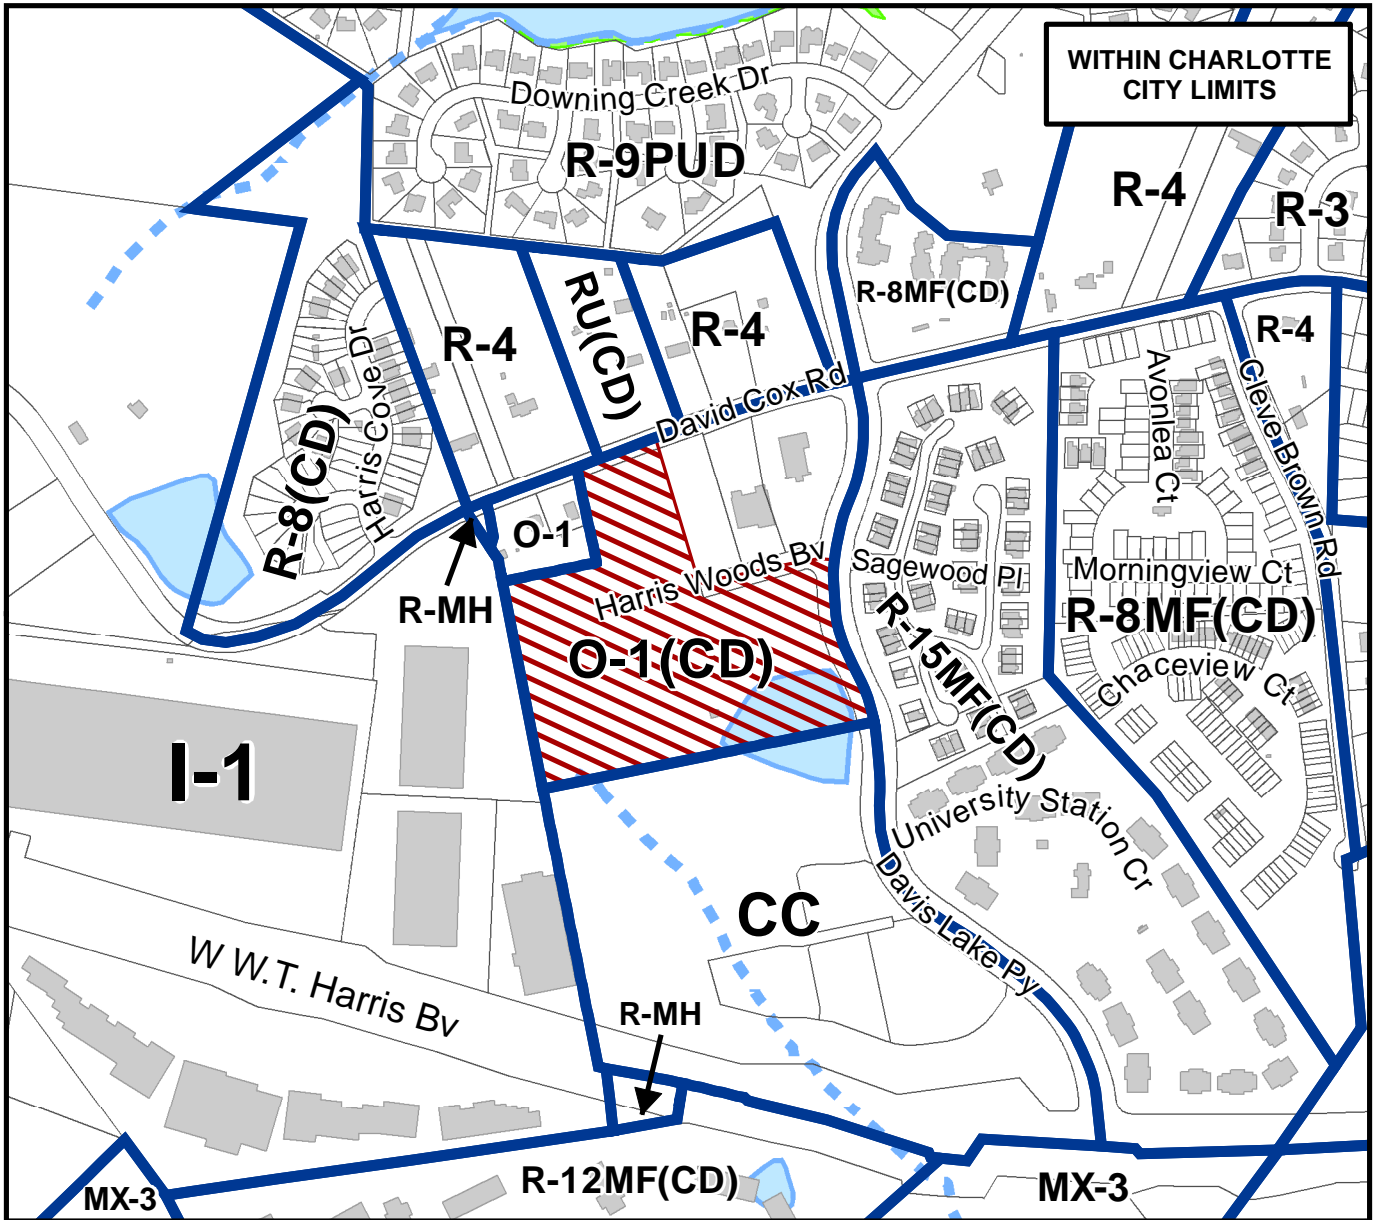 WITHIN CHARLOTTE
CITY LIMITS
Downing Creek Dr
R-9PUD
R-4
R-3
R-8MF(CD)
RU(CD)
R-4
R-4
R-4
Harris Cove Dr
R-8(CD)
David Cox Rd
Avonlea Ct
Cleve Brown Rd
O-1
R-MH
Harris Woods Bv
Sagewood Pl
Morningview Ct
R-8MF(CD)
O-1(CD)
R-15MF(CD)
Chaceview Ct
I-1
University Station Cr
CC
Davis Lake Py
W W.T. Harris Bv
R-MH
R-12MF(CD)
MX-3
MX-3